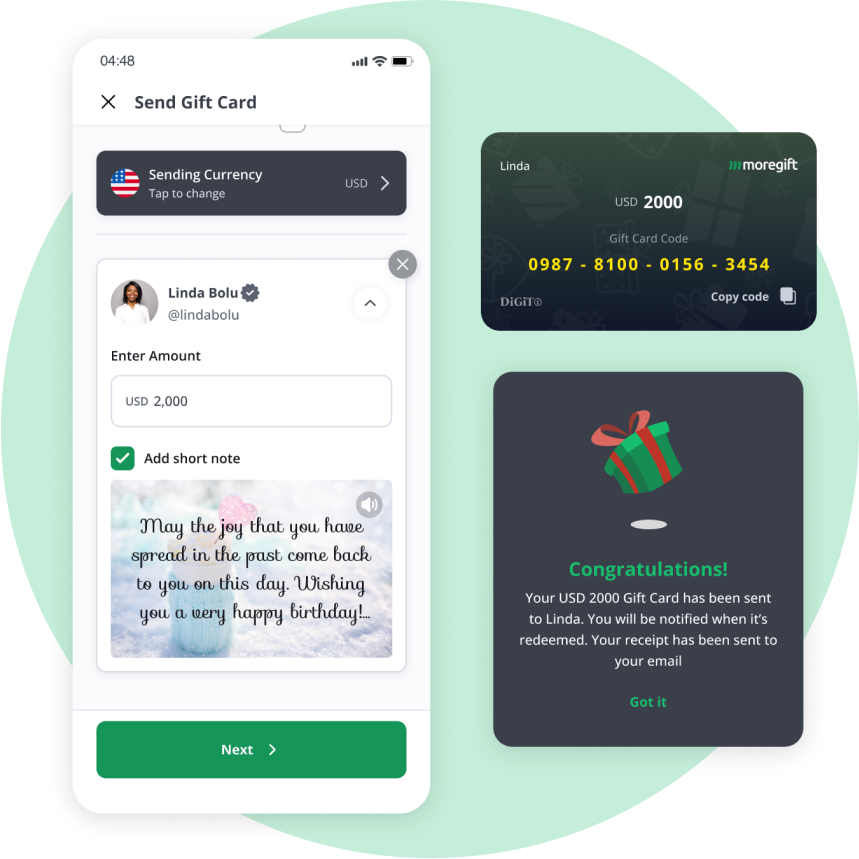 04:48
Send Gift Card
Sending Currency
Tap to change
USD
Linda Bolu
@lindabolu
Enter Amount
USD 2,000
Add short note
May the joy that you have
spread in the past come back
to you on this day. Wishing
you a very happy birthday!...
Next
Linda
moregift
USD 2000
Gift Card Code
0987 - 8100 - 0156 - 3454
DiGiT
Copy code
Congratulations!
Your USD 2000 Gift Card has been sent
to Linda. You will be notified when it’s
redeemed. Your receipt has been sent to
your email
Got it